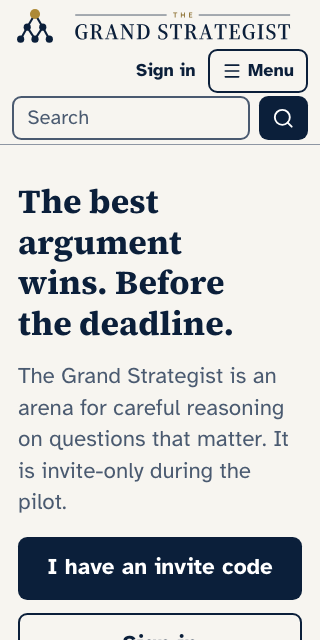 THE
GRAND STRATEGIST
Sign in
Menu
Search
The best
argument
wins. Before
the deadline.
The Grand Strategist is an
arena for careful reasoning
on questions that matter. It
is invite-only during the
pilot.
I have an invite code
Sign in